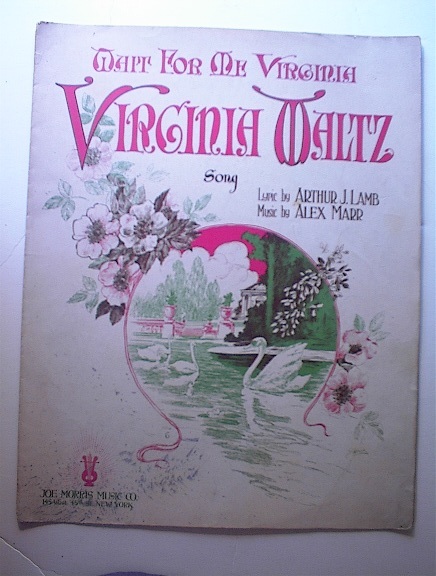 Wait For Me Virginia
Virginia Waltz
Song
Lyric by Arthur J. Lamb
Music by Alex Marr
Joe Morris Music Co.
New York